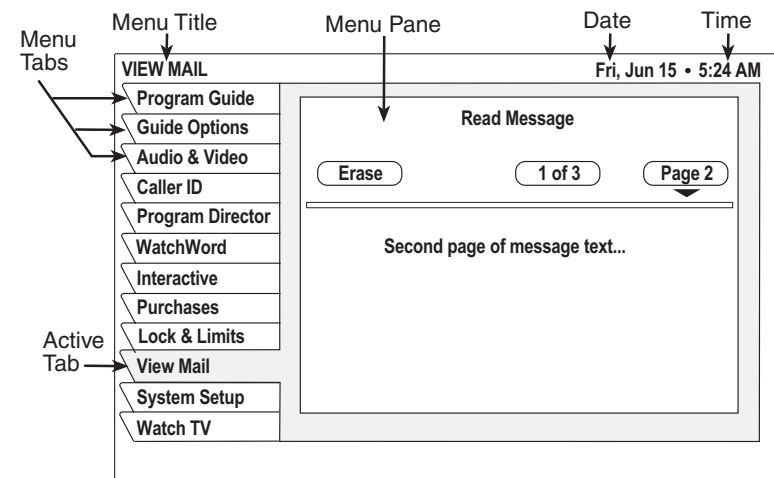 Menu Title
Menu Pane
Date
Time
Menu
Tabs
VIEW MAIL
Fri, Jun 15 • 5:24 AM
Program Guide
Guide Options
Audio & Video
Caller ID
Program Director
WatchWord
Interactive
Purchases
Lock & Limits
Active
Tab
View Mail
System Setup
Watch TV
Read Message
Erase
1 of 3
Page 2
Second page of message text...